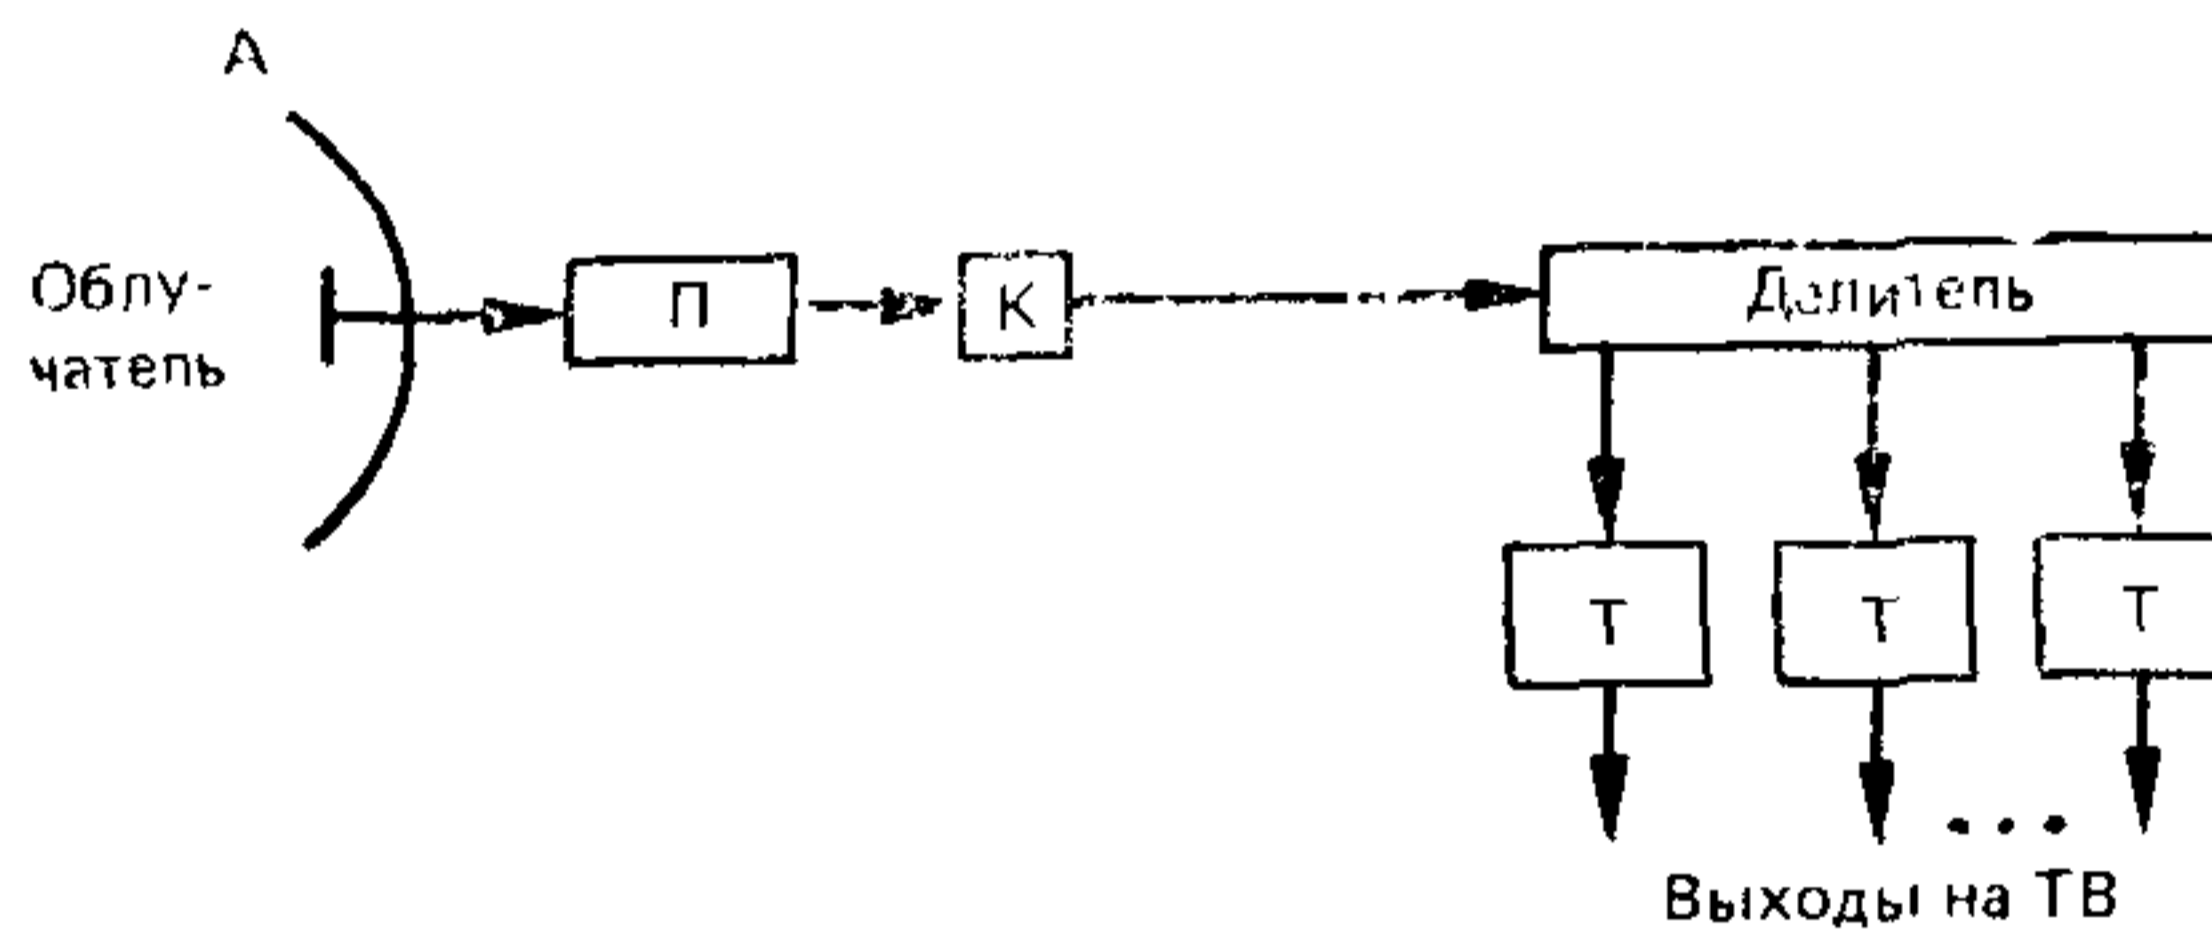 А
Облу-
чатель
П
К
Делитель
Т
Т
Т
Выходы на ТВ